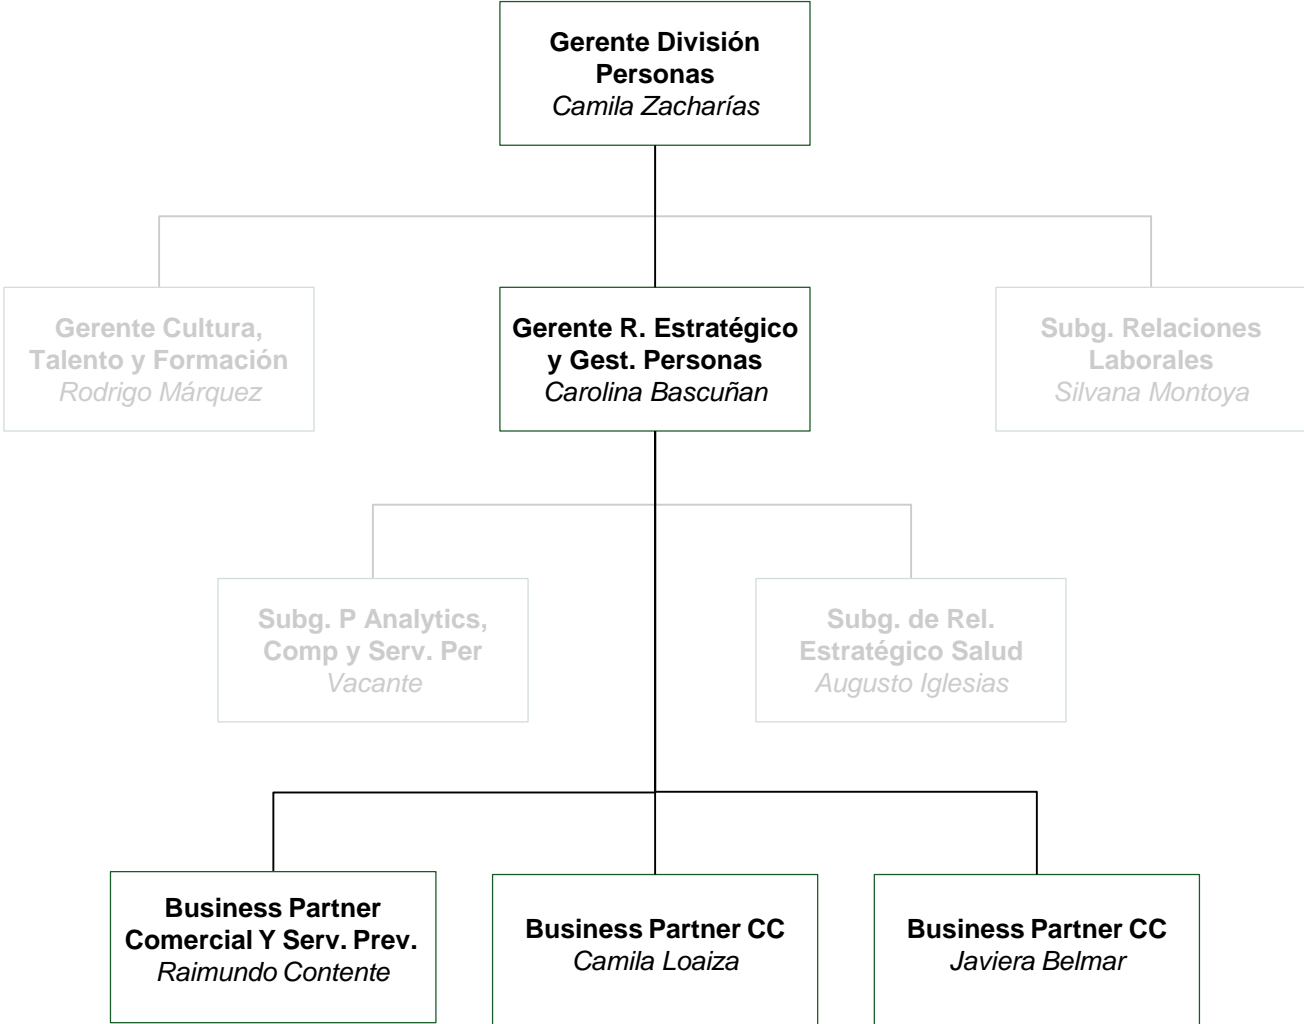 Gerente División
Personas
Camila Zacharías
Gerente Cultura,
Talento y Formación
Rodrigo Márquez
Gerente R. Estratégico
y Gest. Personas
Carolina Bascuñan
Subg. Relaciones
Laborales
Silvana Montoya
Subg. P Analytics,
Comp y Serv. Per
Vacante
Subg. de Rel.
Estratégico Salud
Augusto Iglesias
Business Partner
Comercial Y Serv. Prev.
Raimundo Contente
Business Partner CC
Camila Loaiza
Business Partner CC
Javiera Belmar